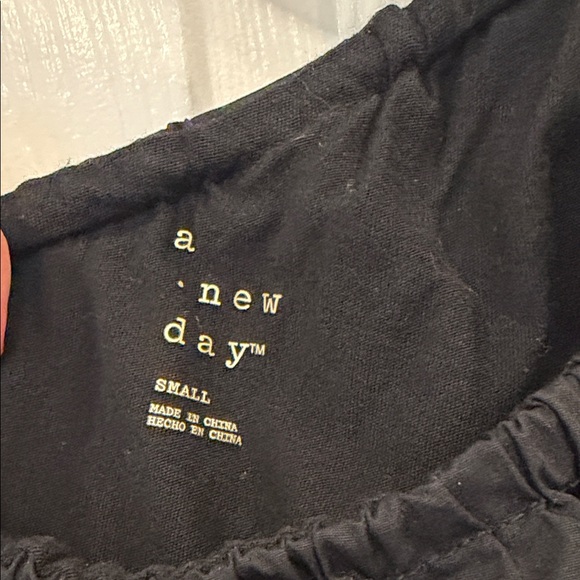 a
new
day™
SMALL
MADE IN CHINA
HECHO EN CHINA